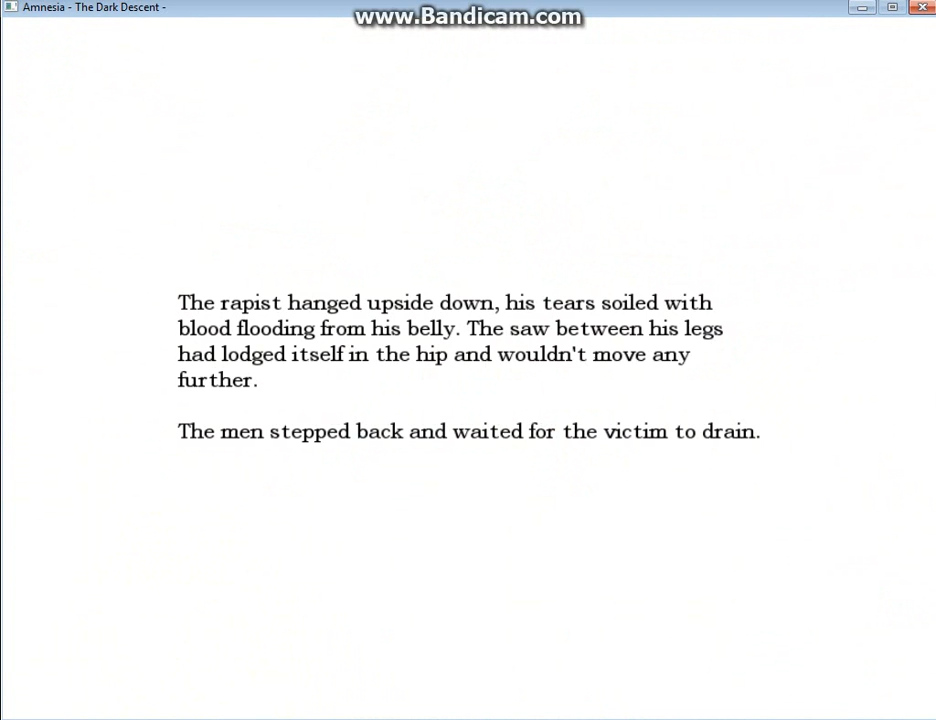 Amnesia - The Dark Descent -
www.Bandicam.com
The rapist hanged upside down, his tears soiled with
blood flooding from his belly. The saw between his legs
had lodged itself in the hip and wouldn't move any
further.
The men stepped back and waited for the victim to drain.